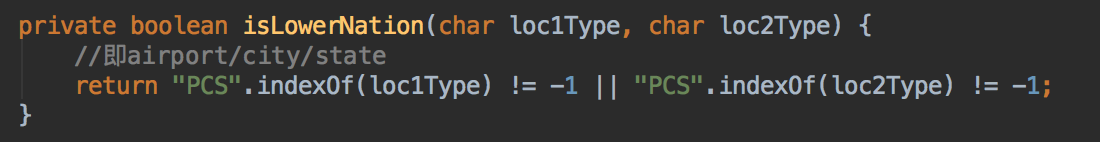 private boolean isLowerNation(char loc1Type, char loc2Type) {
//即airport/city/state
return "PCS".indexOf(loc1Type) != -1 || "PCS".indexOf(loc2Type) != -1;
}